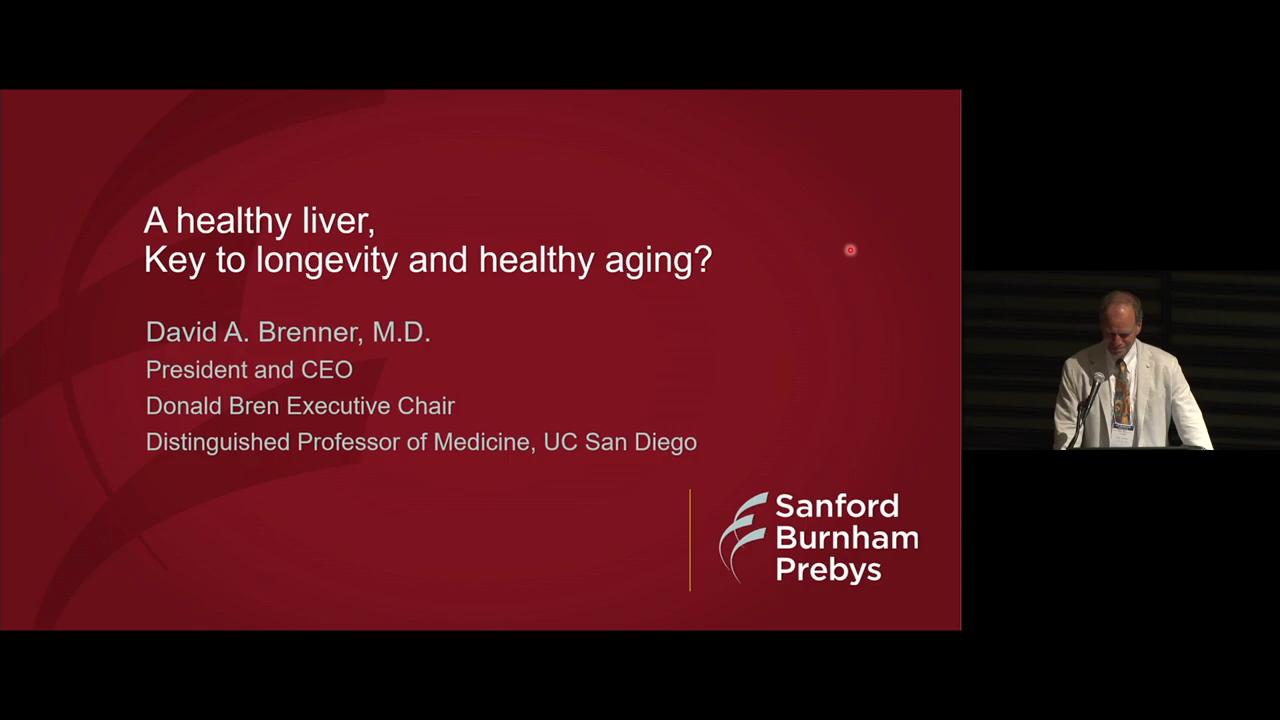 A healthy liver,
Key to longevity and healthy aging?
David A. Brenner, M.D.
President and CEO
Donald Bren Executive Chair
Distinguished Professor of Medicine, UC San Diego
Sanford
Burnham
Prebys